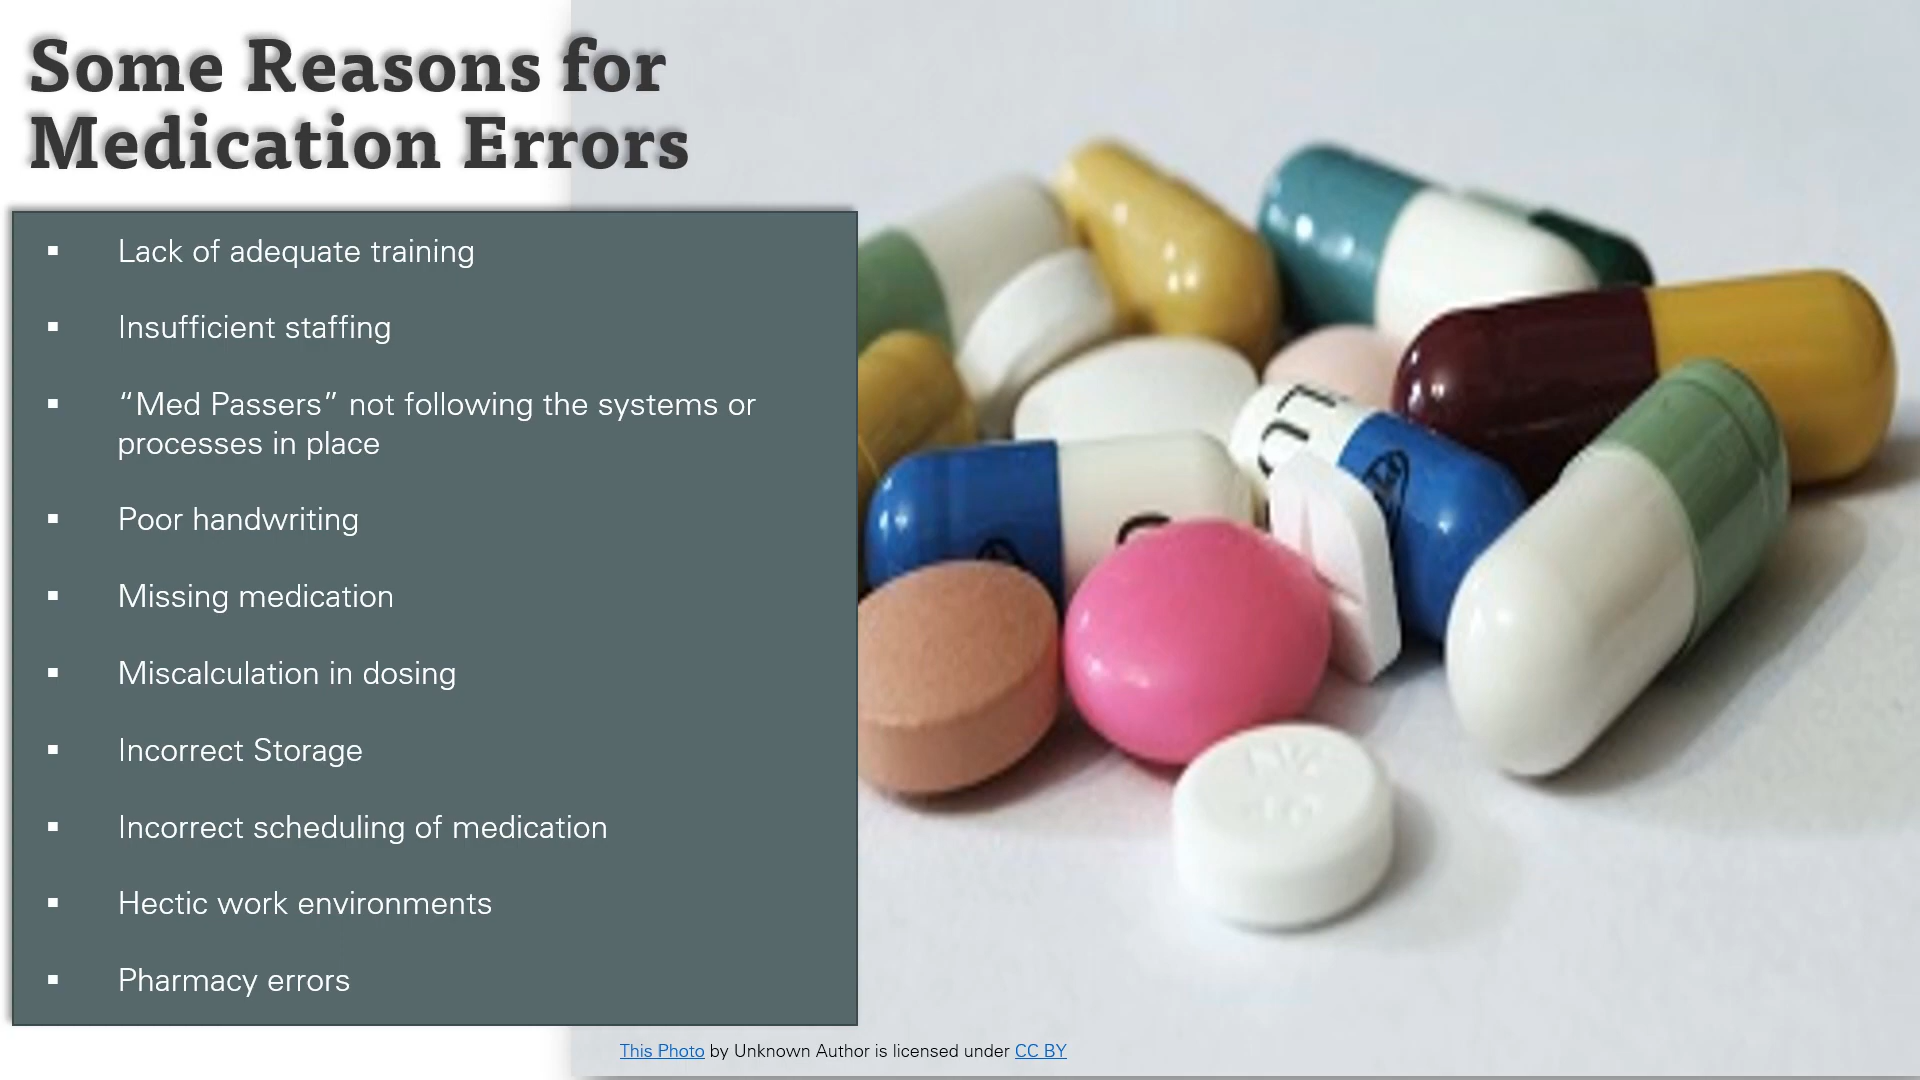 Some Reasons for
Medication Errors
▪ Lack of adequate training
▪ Insufficient staffing
▪ “Med Passers” not following the systems or
processes in place
▪ Poor handwriting
▪ Missing medication
▪ Miscalculation in dosing
▪ Incorrect Storage
▪ Incorrect scheduling of medication
▪ Hectic work environments
▪ Pharmacy errors
This Photo by Unknown Author is licensed under CC BY